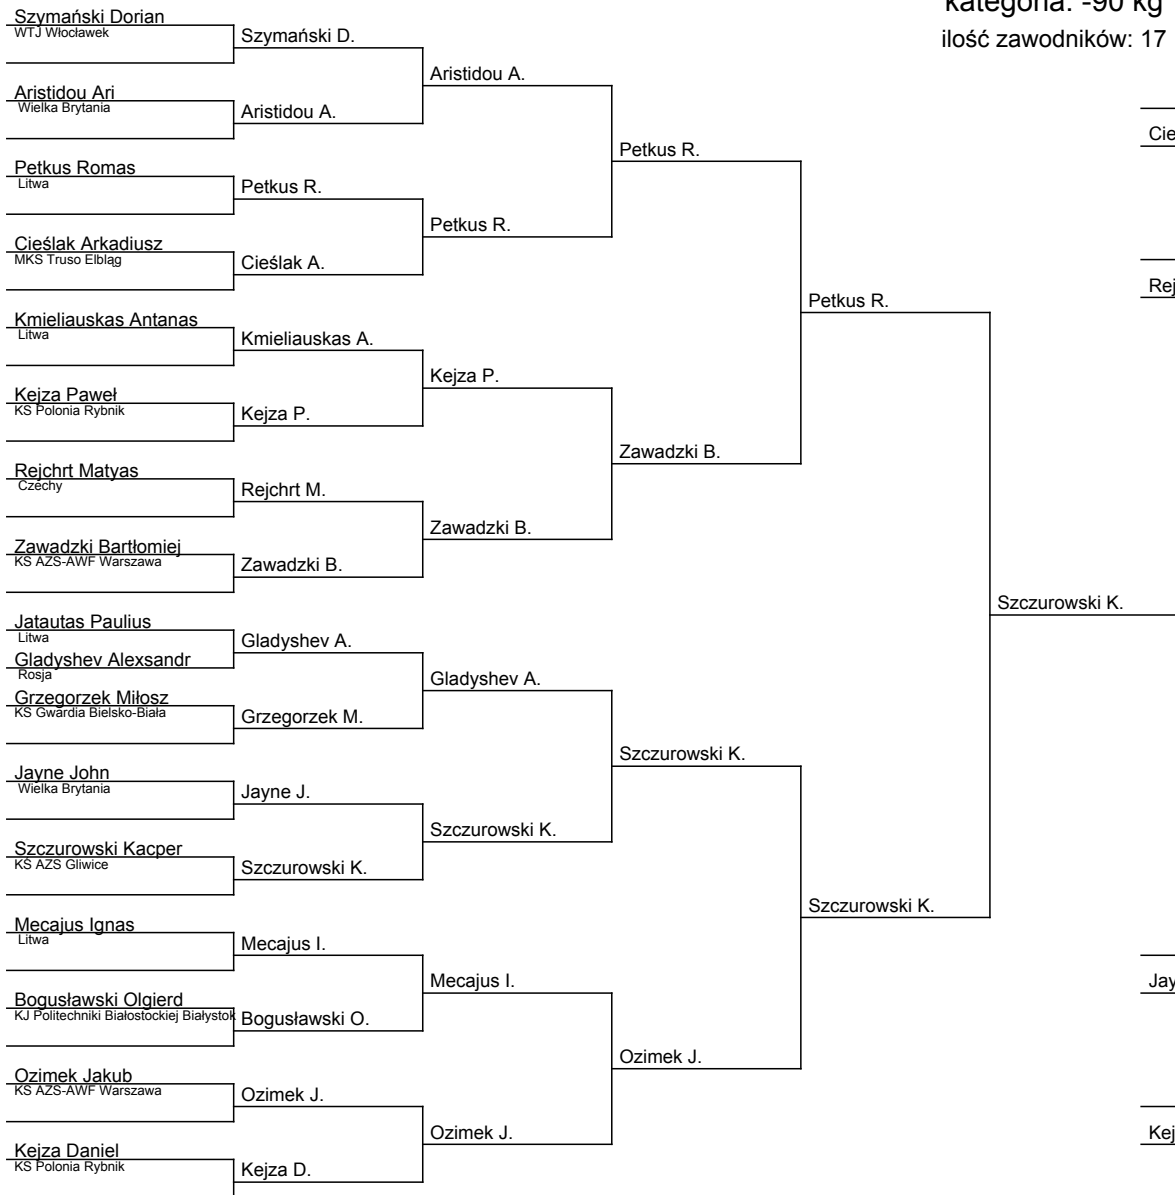 kategoria: -90 kg
ilość zawodników: 17
Szymański Dorian
WTJ Włocławek
Szymański D.
Aristidou A.
Aristidou Ari
Wielka Brytania
Aristidou A.
Petkus R.
Petkus Romas
Litwa
Petkus R.
Petkus R.
Cieślak Arkadiusz
MKS Truso Elbląg
Cieślak A.
Petkus R.
Kmieliauskas Antanas
Litwa
Kmieliauskas A.
Kejza P.
Kejza Paweł
KS Polonia Rybnik
Kejza P.
Zawadzki B.
Rejchrt Matyas
Czechy
Rejchrt M.
Zawadzki B.
Zawadzki Bartłomiej
KS AZS-AWF Warszawa
Zawadzki B.
Szczurowski K.
Jatautas Paulius
Litwa
Gladyshev A.
Gladyshev Alexsandr
Rosja
Gladyshev A.
Grzegorzek Miłosz
KS Gwardia Bielsko-Biała
Grzegorzek M.
Szczurowski K.
Jayne John
Wielka Brytania
Jayne J.
Szczurowski K.
Szczurowski Kacper
KS AZS Gliwice
Szczurowski K.
Szczurowski K.
Mecajus Ignas
Litwa
Mecajus I.
Mecajus I.
Bogusławski Olgierd
KJ Politechniki Białostockiej Białystok
Bogusławski O.
Ozimek J.
Ozimek Jakub
KS AZS-AWF Warszawa
Ozimek J.
Ozimek J.
Kejza Daniel
KS Polonia Rybnik
Kejza D.
Cie
Rej
Jay
Kej